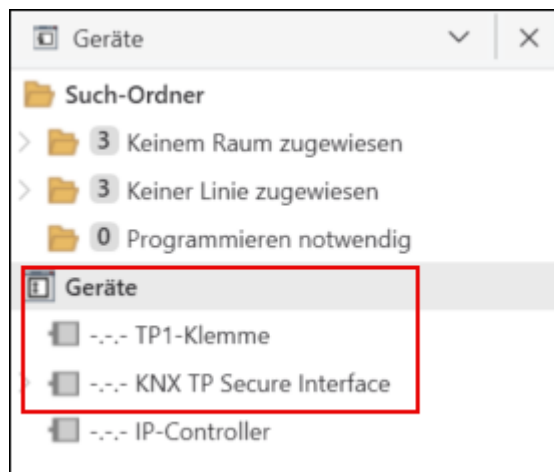 Geräte
Such-Ordner
3 Keinem Raum zugewiesen
3 Keiner Linie zugewiesen
0 Programmieren notwendig
Geräte
-.-.- TP1-Klemme
-.-.- KNX TP Secure Interface
-.-.- IP-Controller